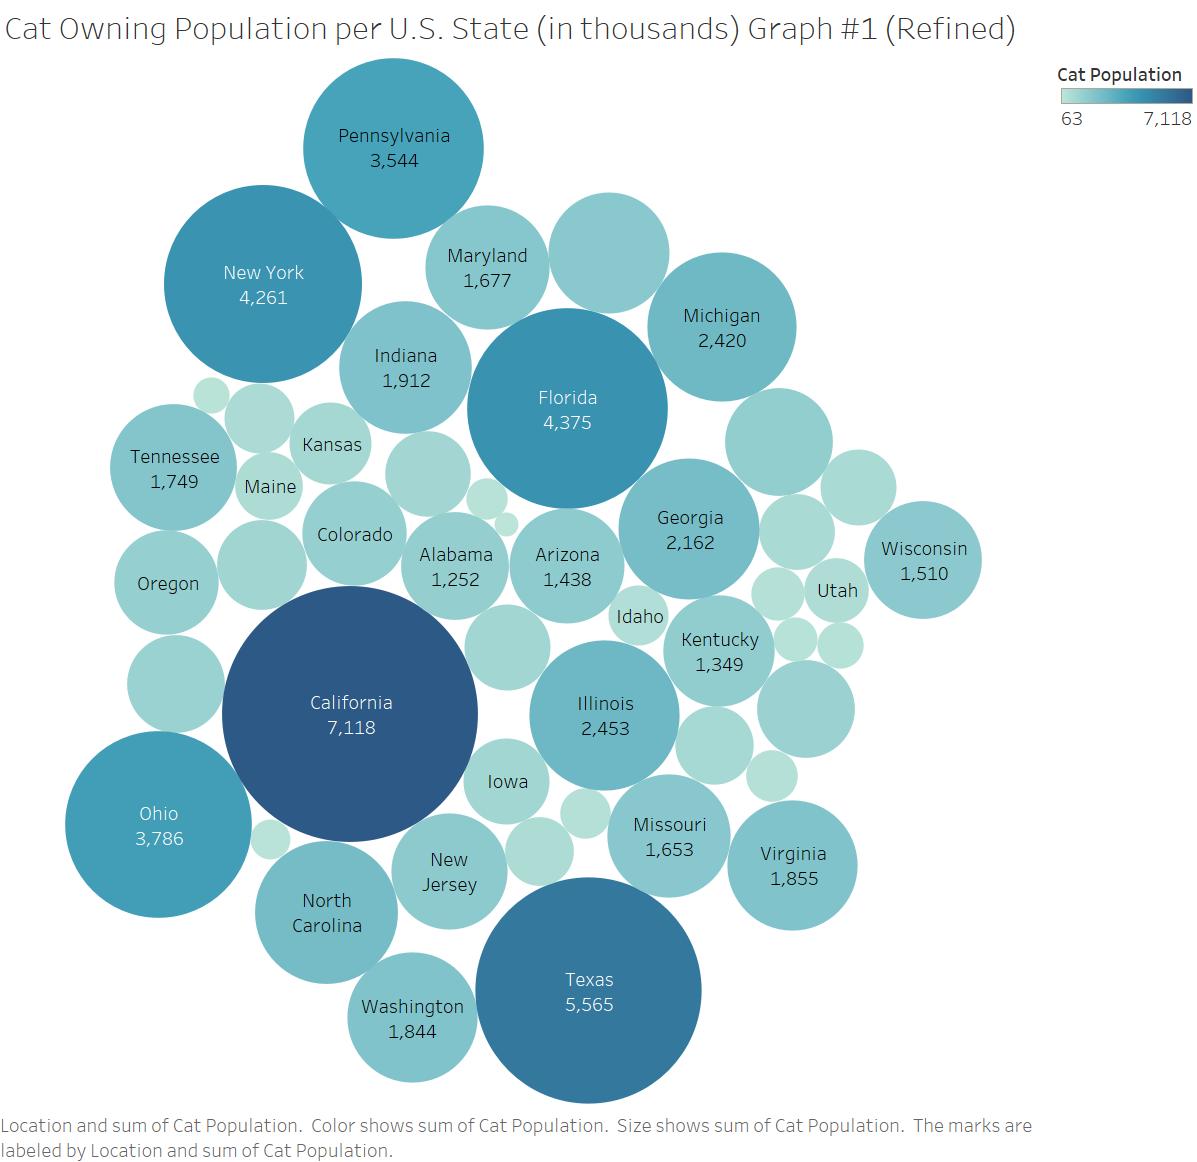 Cat Owning Population per U.S. State (in thousands) Graph #1 (Refined)
Cat Population
63 7,118
Pennsylvania
3,544
New York
4,261
Maryland
1,677
Michigan
2,420
Indiana
1,912
Florida
4,375
Kansas
Tennessee
1,749
Maine
Colorado
Alabama
1,252
Arizona
1,438
Georgia
2,162
Wisconsin
1,510
Oregon
Utah
Idaho
Kentucky
1,349
California
7,118
Illinois
2,453
Iowa
Ohio
3,786
Missouri
1,653
Virginia
1,855
New
Jersey
North
Carolina
Texas
5,565
Washington
1,844
Location and sum of Cat Population.  Color shows sum of Cat Population.  Size shows sum of Cat Population.  The marks are
labeled by Location and sum of Cat Population.